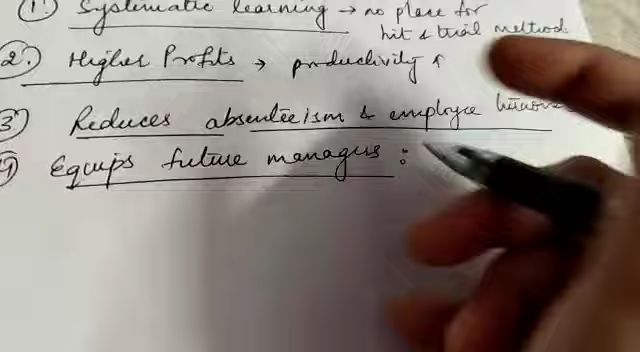 (1) Systematic learning → no place for
hit & trial method
(2.) Higher Profits → productivity ↑
(3) Reduces absenteeism & employee
(4) Equips future managers :